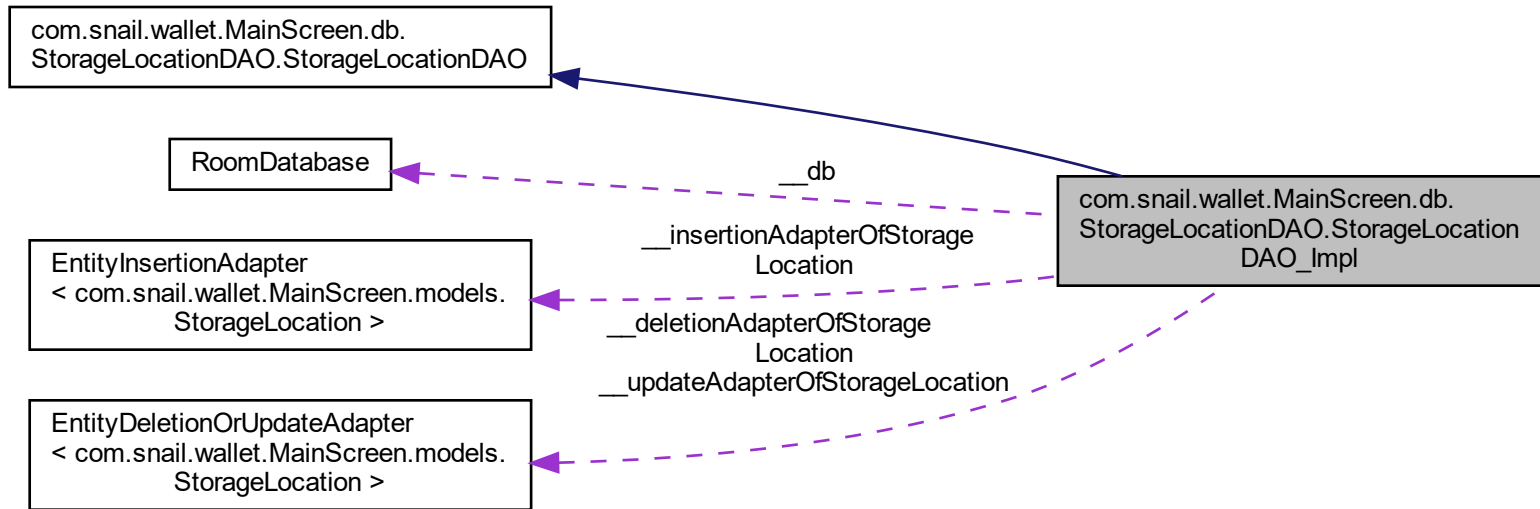 com.snail.wallet.MainScreen.db.
StorageLocationDAO.StorageLocationDAO
RoomDatabase
__db
com.snail.wallet.MainScreen.db.
StorageLocationDAO.StorageLocation
DAO_Impl
__insertionAdapterOfStorage
Location
EntityInsertionAdapter
< com.snail.wallet.MainScreen.models.
StorageLocation >
__deletionAdapterOfStorage
Location
__updateAdapterOfStorageLocation
EntityDeletionOrUpdateAdapter
< com.snail.wallet.MainScreen.models.
StorageLocation >